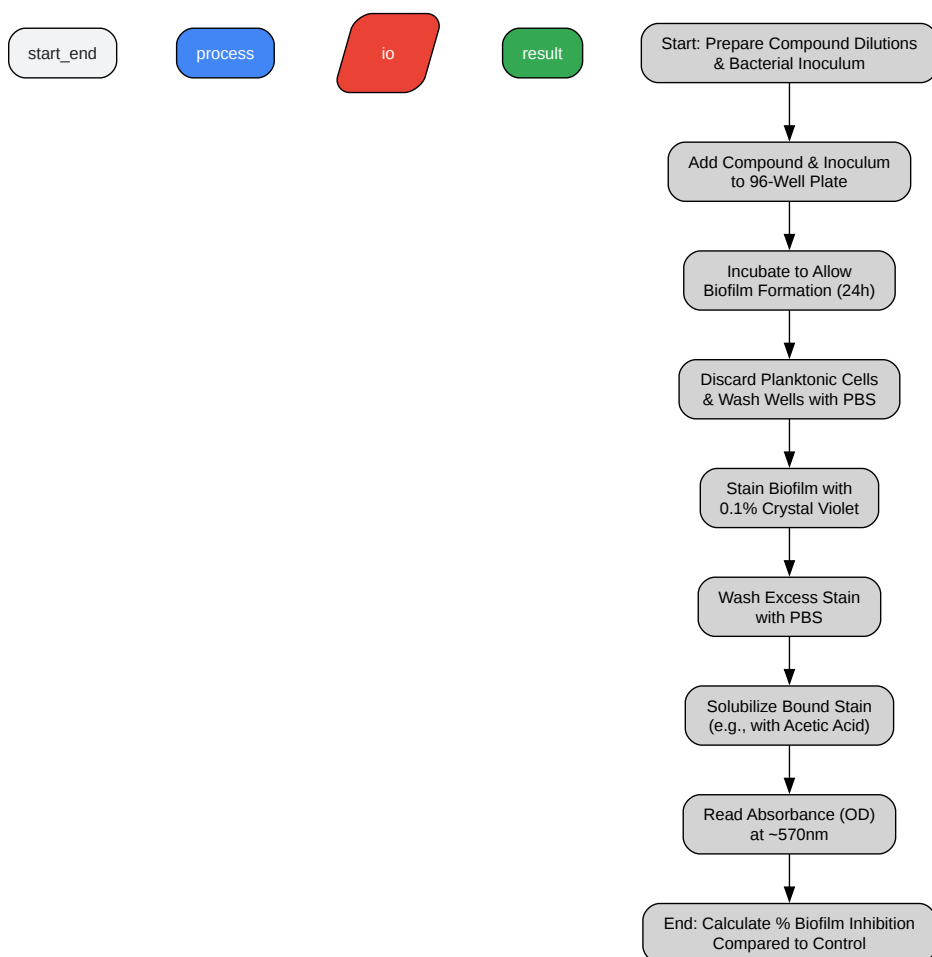 start_end
process
io
result
Start: Prepare Compound Dilutions
& Bacterial Inoculum
Add Compound & Inoculum
to 96-Well Plate
Incubate to Allow
Biofilm Formation (24h)
Discard Planktonic Cells
& Wash Wells with PBS
Stain Biofilm with
0.1% Crystal Violet
Wash Excess Stain
with PBS
Solubilize Bound Stain
(e.g., with Acetic Acid)
Read Absorbance (OD)
at ~570nm
End: Calculate % Biofilm Inhibition
Compared to Control